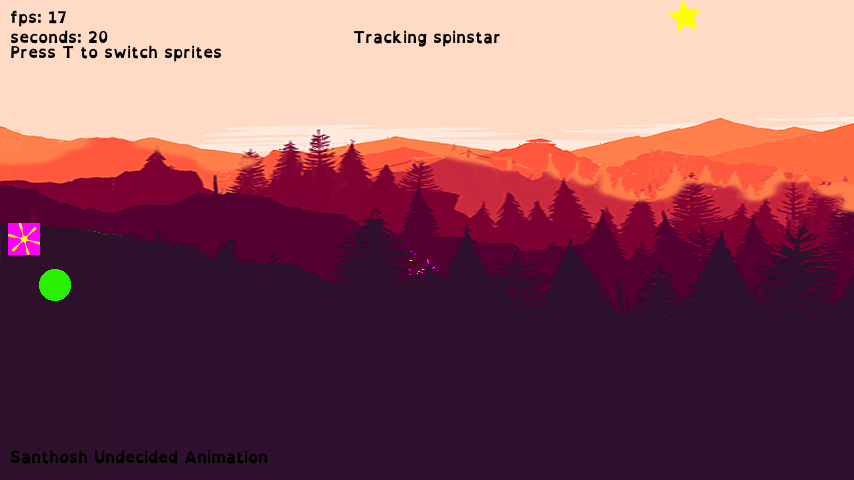 fps: 17
seconds: 20
Tracking spinstar
Press T to switch sprites
Santhosh Undecided Animation